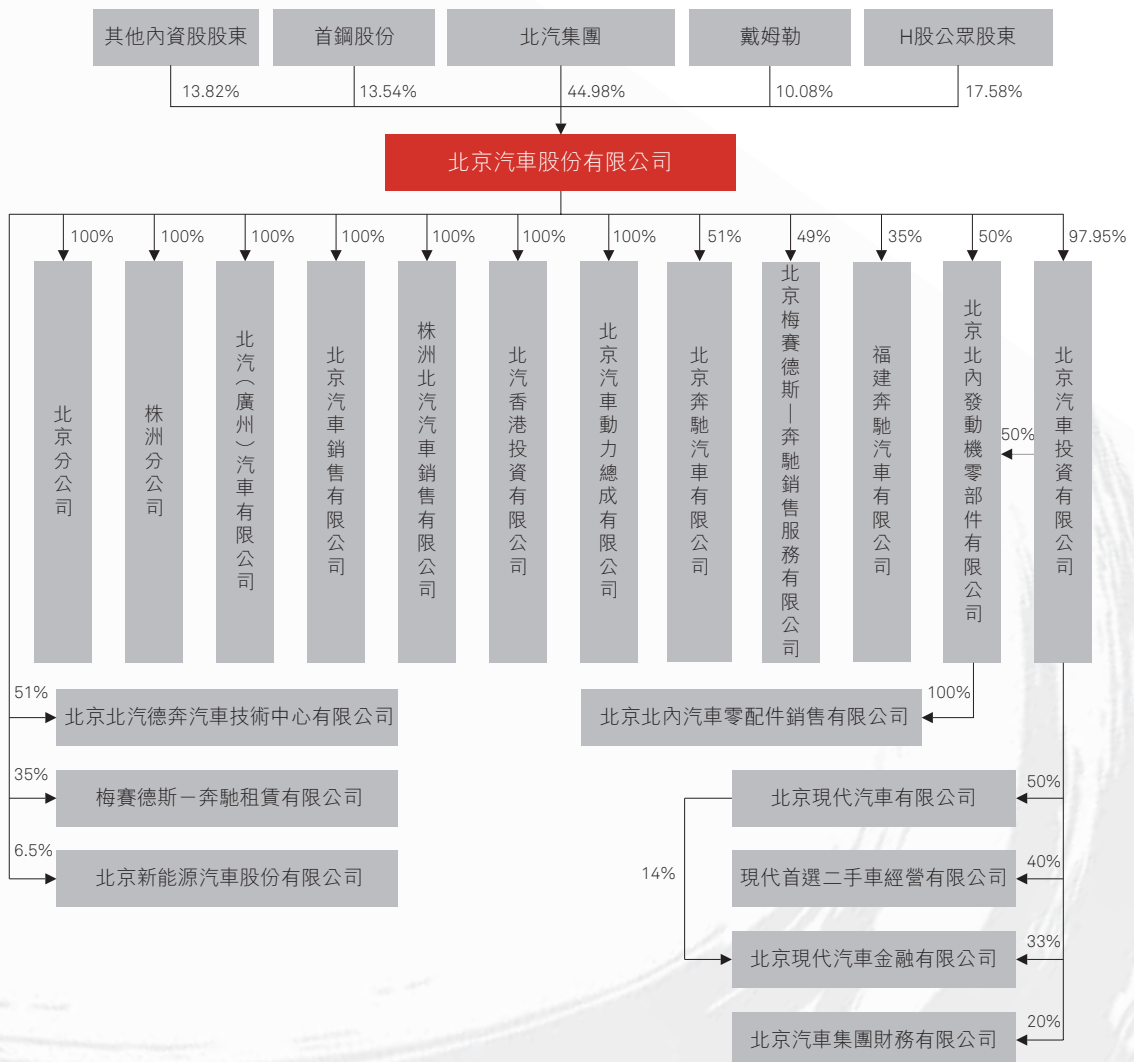 其他內資股股東
首鋼股份
北汽集團
戴姆勒
H股公眾股東
13.82%
13.54%
44.98%
10.08%
17.58%
北京汽車股份有限公司
100%
100%
100%
100%
100%
100%
100%
51%
49%
35%
50%
97.95%
北京分公司
株洲分公司
北汽（廣州）汽車有限公司
北京汽車銷售有限公司
株洲北汽汽車銷售有限公司
北汽香港投資有限公司
北京汽車動力總成有限公司
北京奔馳汽車有限公司
北京梅賽德斯—奔馳銷售服務有限公司
福建奔馳汽車有限公司
北京北內發動機零部件有限公司
50%
北京汽車投資有限公司
51%
北京北汽德奔汽車技術中心有限公司
35%
梅賽德斯－奔馳租賃有限公司
6.5%
北京新能源汽車股份有限公司
100%
北京北內汽車零配件銷售有限公司
50%
北京現代汽車有限公司
14%
40%
現代首選二手車經營有限公司
33%
北京現代汽車金融有限公司
20%
北京汽車集團財務有限公司